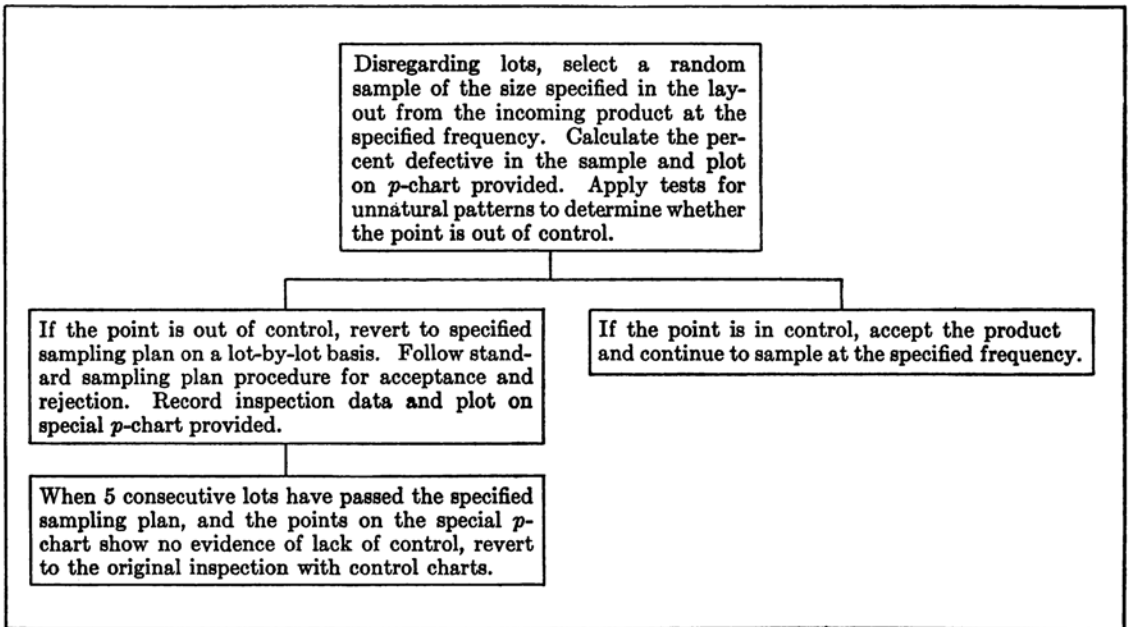 Disregarding lots, select a random
sample of the size specified in the lay-
out from the incoming product at the
specified frequency. Calculate the per-
cent defective in the sample and plot
on p-chart provided. Apply tests for
unnatural patterns to determine whether
the point is out of control.
If the point is out of control, revert to specified
sampling plan on a lot-by-lot basis. Follow stand-
ard sampling plan procedure for acceptance and
rejection. Record inspection data and plot on
special p-chart provided.
If the point is in control, accept the product
and continue to sample at the specified frequency.
When 5 consecutive lots have passed the specified
sampling plan, and the points on the special p-
chart show no evidence of lack of control, revert
to the original inspection with control charts.